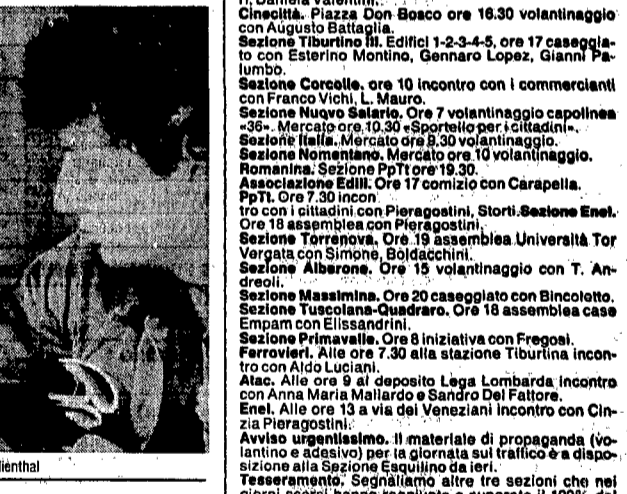 Cinecittà. Piazza Don Bosco ore 16.30 volantinaggio
con Augusto Battaglia.
Sezione Tiburtino III. Edifici 1-2-3-4-5, ore 17 caseggia-
to con Esterino Montino, Gennaro Lopez, Gianni Pa-
lumbo.
Sezione Corcolle. ore 10 incontro con i commercianti
con Franco Vichi, L. Mauro.
Sezione Nuovo Salario. Ore 7 volantinaggio capolinea
«36». Mercato ore 10.30 «Sportello per i cittadini».
Sezione Italia. Mercato ore 9.30 volantinaggio.
Sezione Nomentano. Mercato ore 10 volantinaggio.
Romanina. Sezione PpTt ore 19.30.
Associazione Edili. Ore 17 comizio con Carapella.
PpTt. Ore 7.30 incon
tro con i cittadini con Pieragostini, Storti. Sezione Enel.
Ore 18 assemblea con Pieragostini.
Sezione Torrenova. Ore 19 assemblea Università Tor
Vergata con Simone, Boldacchini.
Sezione Alberone. Ore 15 volantinaggio con T. An-
dreoli.
Sezione Massimina. Ore 20 caseggiato con Bincoletto.
Sezione Tuscolana-Quadraro. Ore 18 assemblea case
Empam con Elissandrini.
Sezione Primavalle. Ore 8 iniziativa con Fregosi.
Ferrovieri. Alle ore 7.30 alla stazione Tiburtina incon-
tro con Aldo Luciani.
Atac. Alle ore 9 al deposito Lega Lombarda incontro
con Anna Maria Mallardo e Sandro Del Fattore.
Enel. Alle ore 13 a via dei Veneziani incontro con Cin-
zia Pieragostini.
Avviso urgentissimo. Il materiale di propaganda (vo-
lantino e adesivo) per la giornata sul traffico è a dispo-
sizione alla Sezione Esquilino da ieri.
Tesseramento. Segnaliamo altre tre sezioni che nei
lienthal